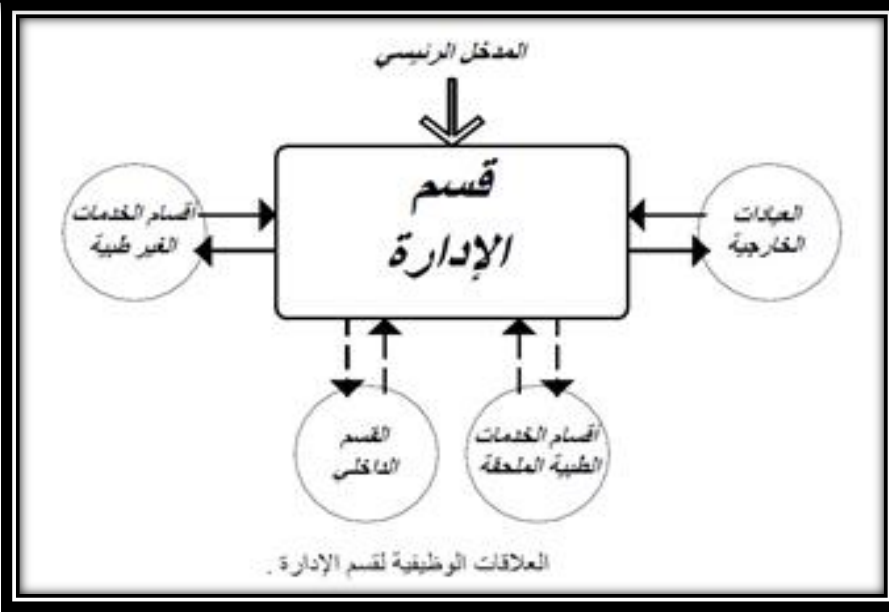 المدخل الرئيسي
قسم
الإدارة
العيادات
الخارجية
أقسام الخدمات
الغير طبية
أقسام الخدمات
الطبية الملحقة
القسم
الداخلي
العلاقات الوظيفية لقسم الإدارة .